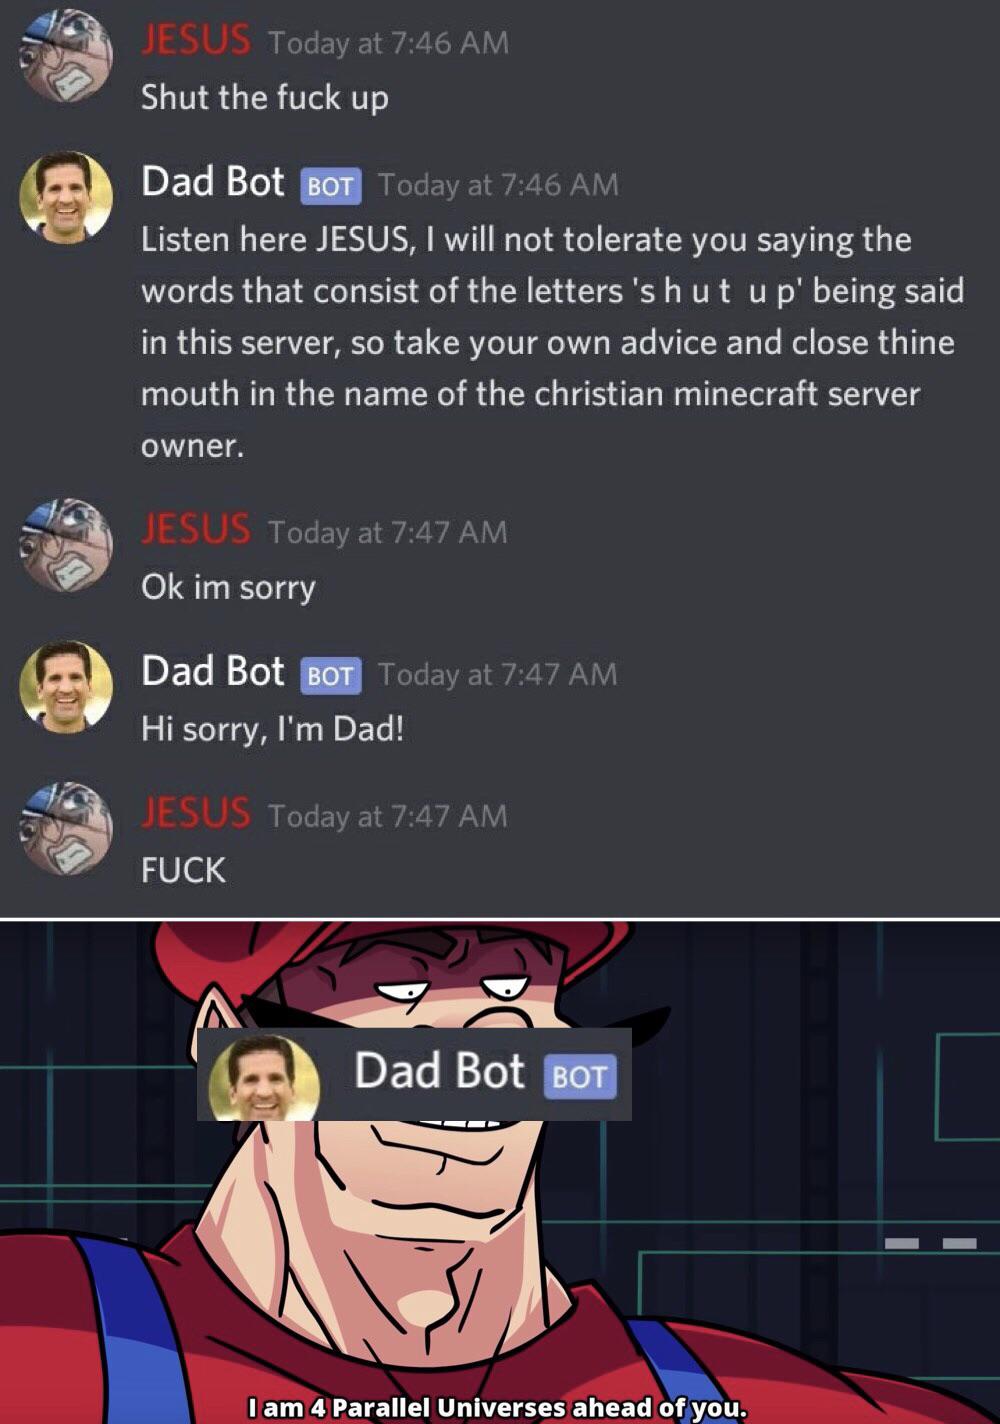 JESUS Today at 7:46 AM
Shut the fuck up
Dad Bot BOT Today at 7:46 AM
Listen here JESUS, I will not tolerate you saying the
words that consist of the letters 's h u t  u p' being said
in this server, so take your own advice and close thine
mouth in the name of the christian minecraft server
owner.
JESUS Today at 7:47 AM
Ok im sorry
Dad Bot BOT Today at 7:47 AM
Hi sorry, I'm Dad!
JESUS Today at 7:47 AM
FUCK
Dad Bot BOT
I am 4 Parallel Universes ahead of you.